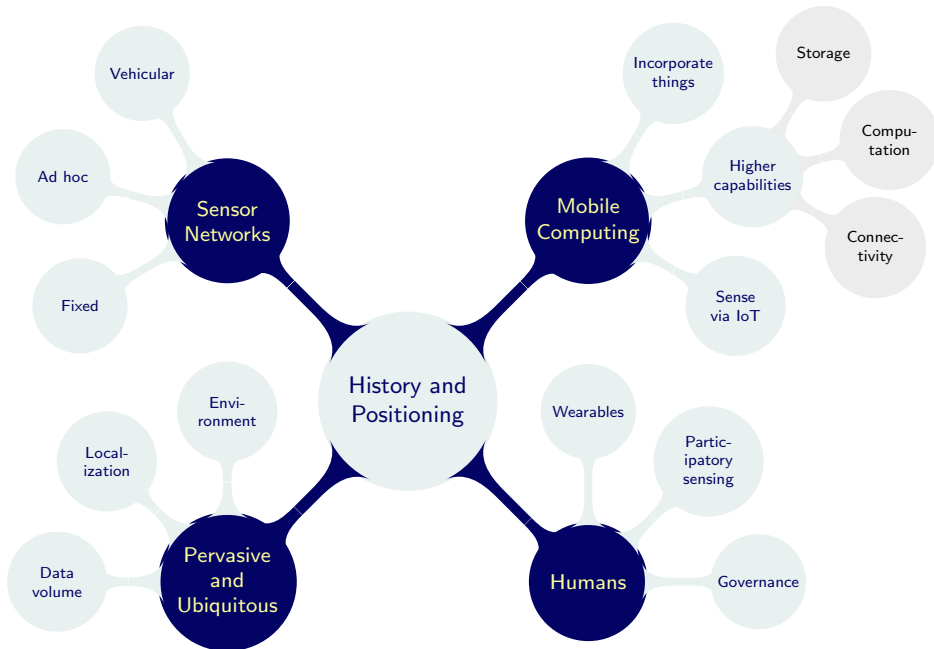 Vehicular
Ad hoc
Fixed
Sensor
Networks
Incorporate
things
Storage
Compu-
tation
Connec-
tivity
Higher
capabilities
Mobile
Computing
Sense
via IoT
History and
Positioning
Envi-
ronment
Local-
ization
Data
volume
Pervasive
and
Ubiquitous
Wearables
Partic-
ipatory
sensing
Governance
Humans